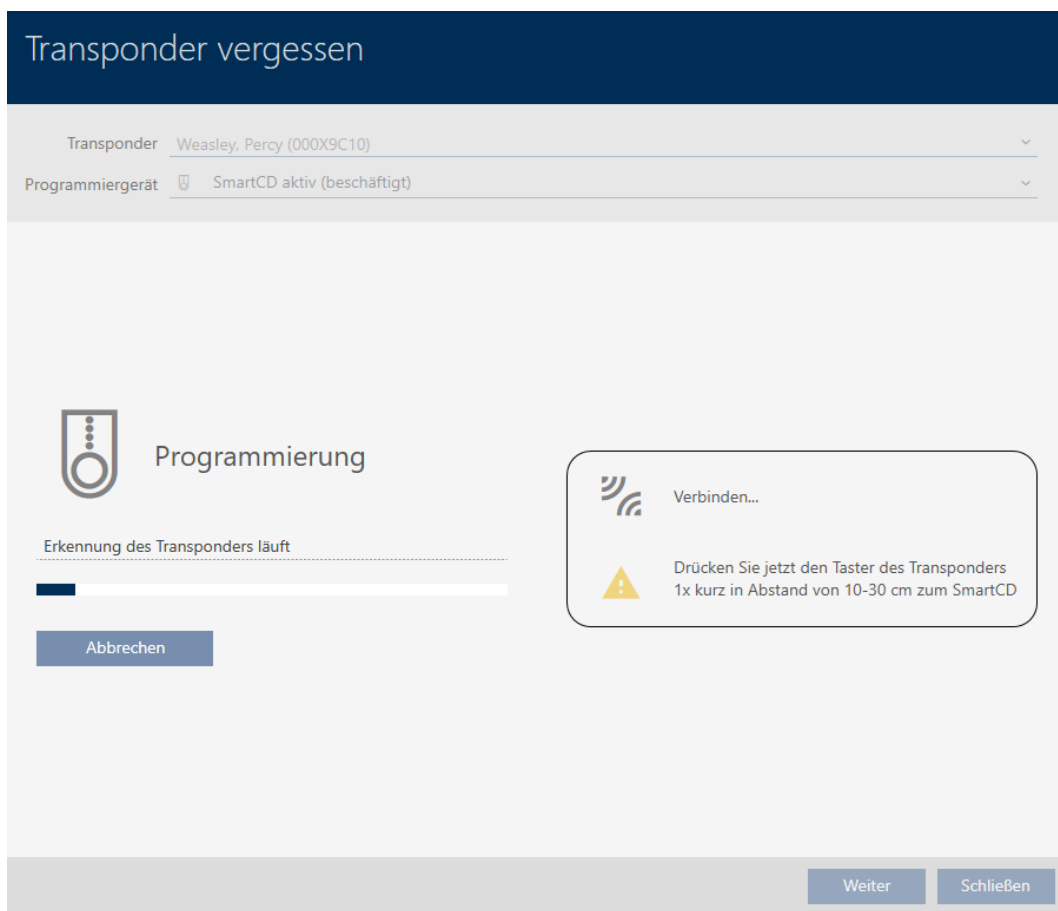 Transponder vergessen
Transponder Weasley, Percy (000X9C10)
Programmiergerät SmartCD aktiv (beschäftigt)
Programmierung
Erkennung des Transponders läuft
Abbrechen
Verbinden...
Drücken Sie jetzt den Taster des Transponders
1x kurz in Abstand von 10-30 cm zum SmartCD
Weiter Schließen